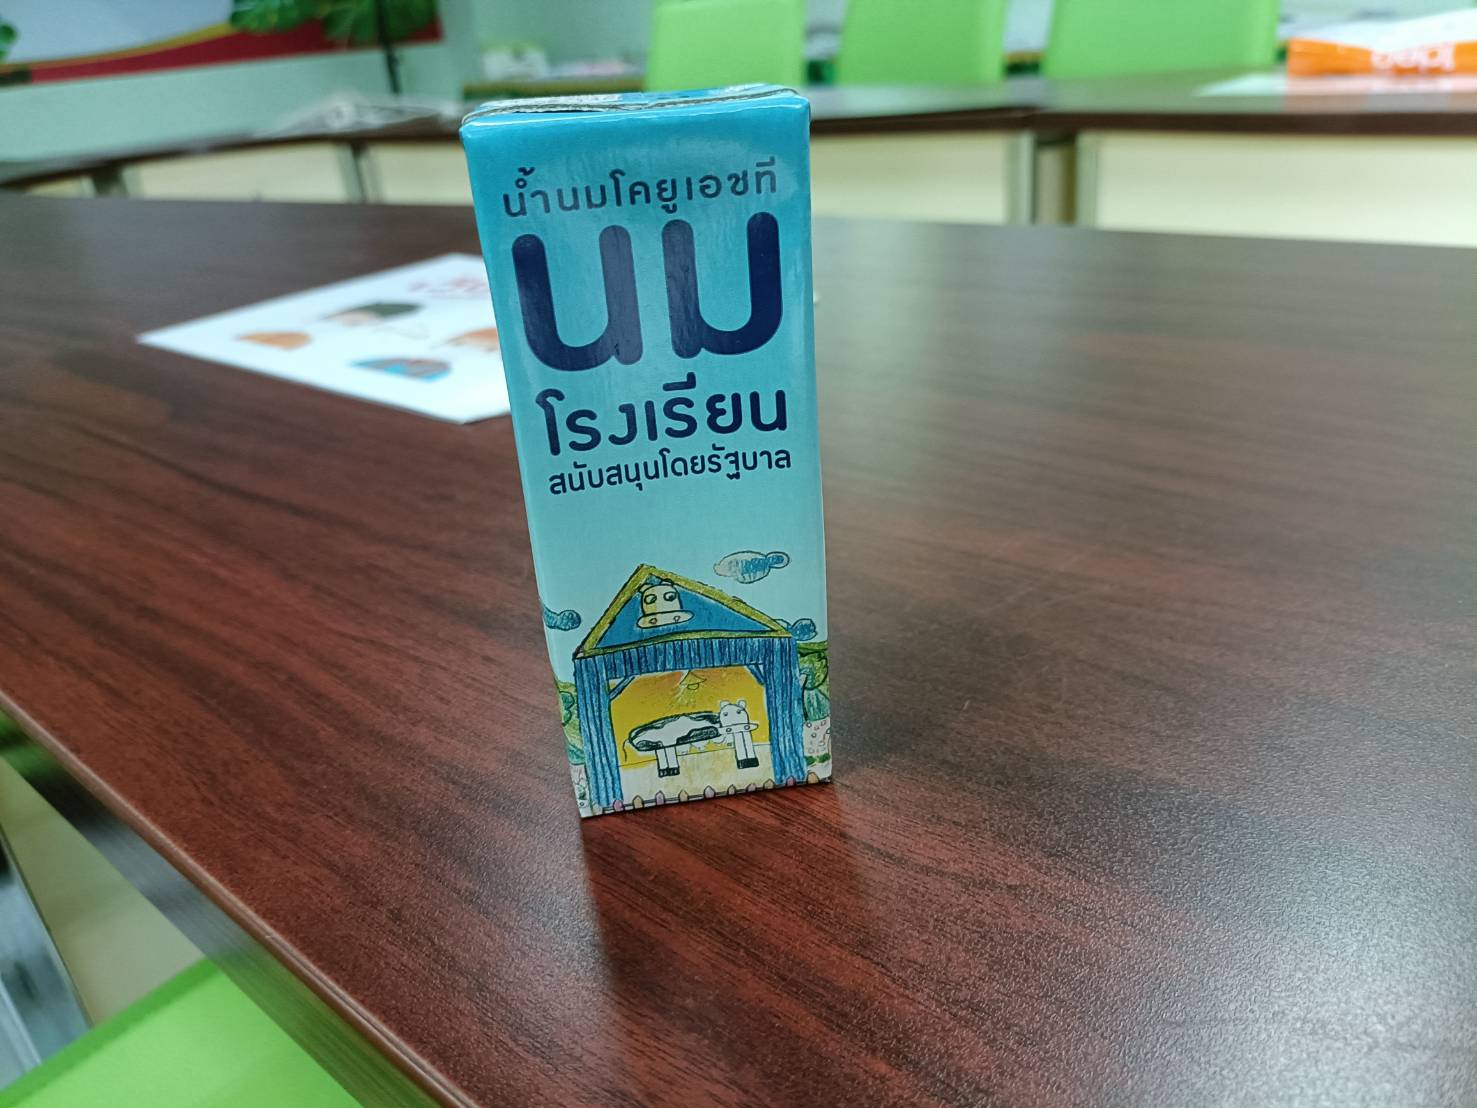 น้ำนมโคยูเอชที
นม
โรงเรียน
สนับสนุนโดยรัฐบาล